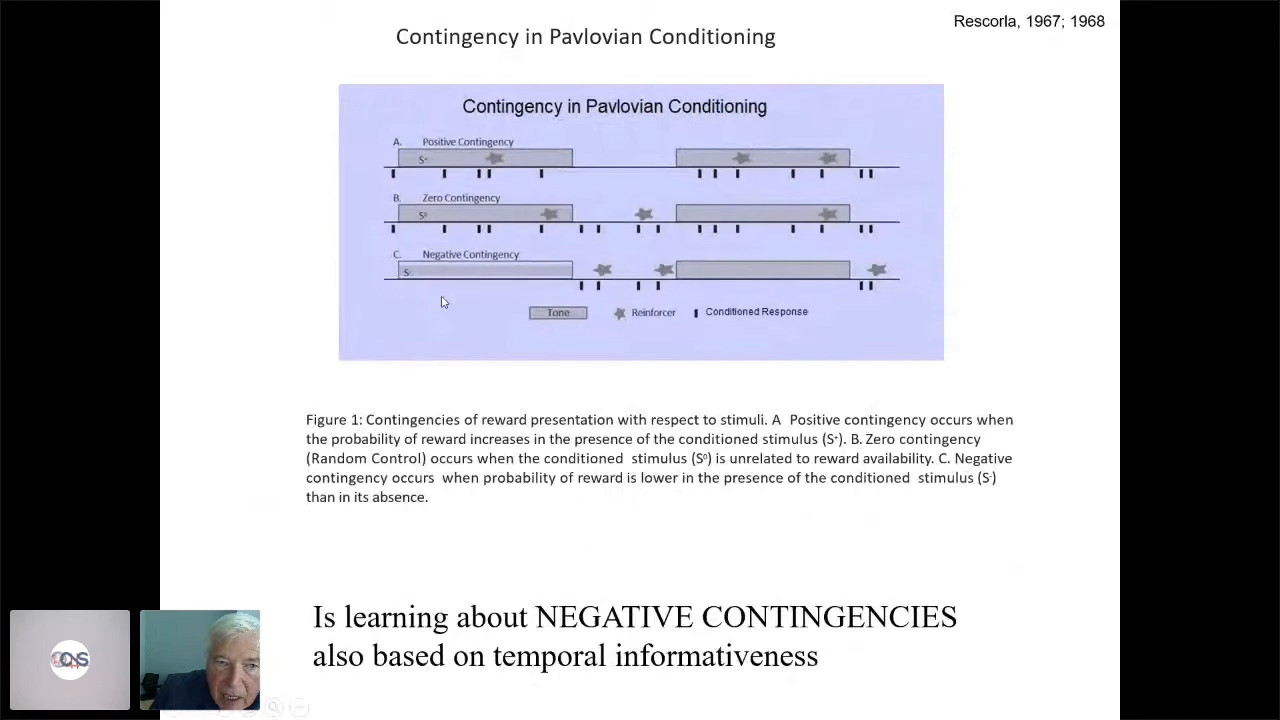 Rescorla, 1967; 1968
Contingency in Pavlovian Conditioning
Contingency in Pavlovian Conditioning
A. Positive Contingency
S⁺
B. Zero Contingency
S⁰
C. Negative Contingency
S⁻
Tone
Reinforcer
Conditioned Response
Figure 1: Contingencies of reward presentation with respect to stimuli. A Positive contingency occurs when
the probability of reward increases in the presence of the conditioned stimulus (S⁺). B. Zero contingency
(Random Control) occurs when the conditioned stimulus (S⁰) is unrelated to reward availability. C. Negative
contingency occurs when probability of reward is lower in the presence of the conditioned stimulus (S⁻)
than in its absence.
Is learning about NEGATIVE CONTINGENCIES
also based on temporal informativeness